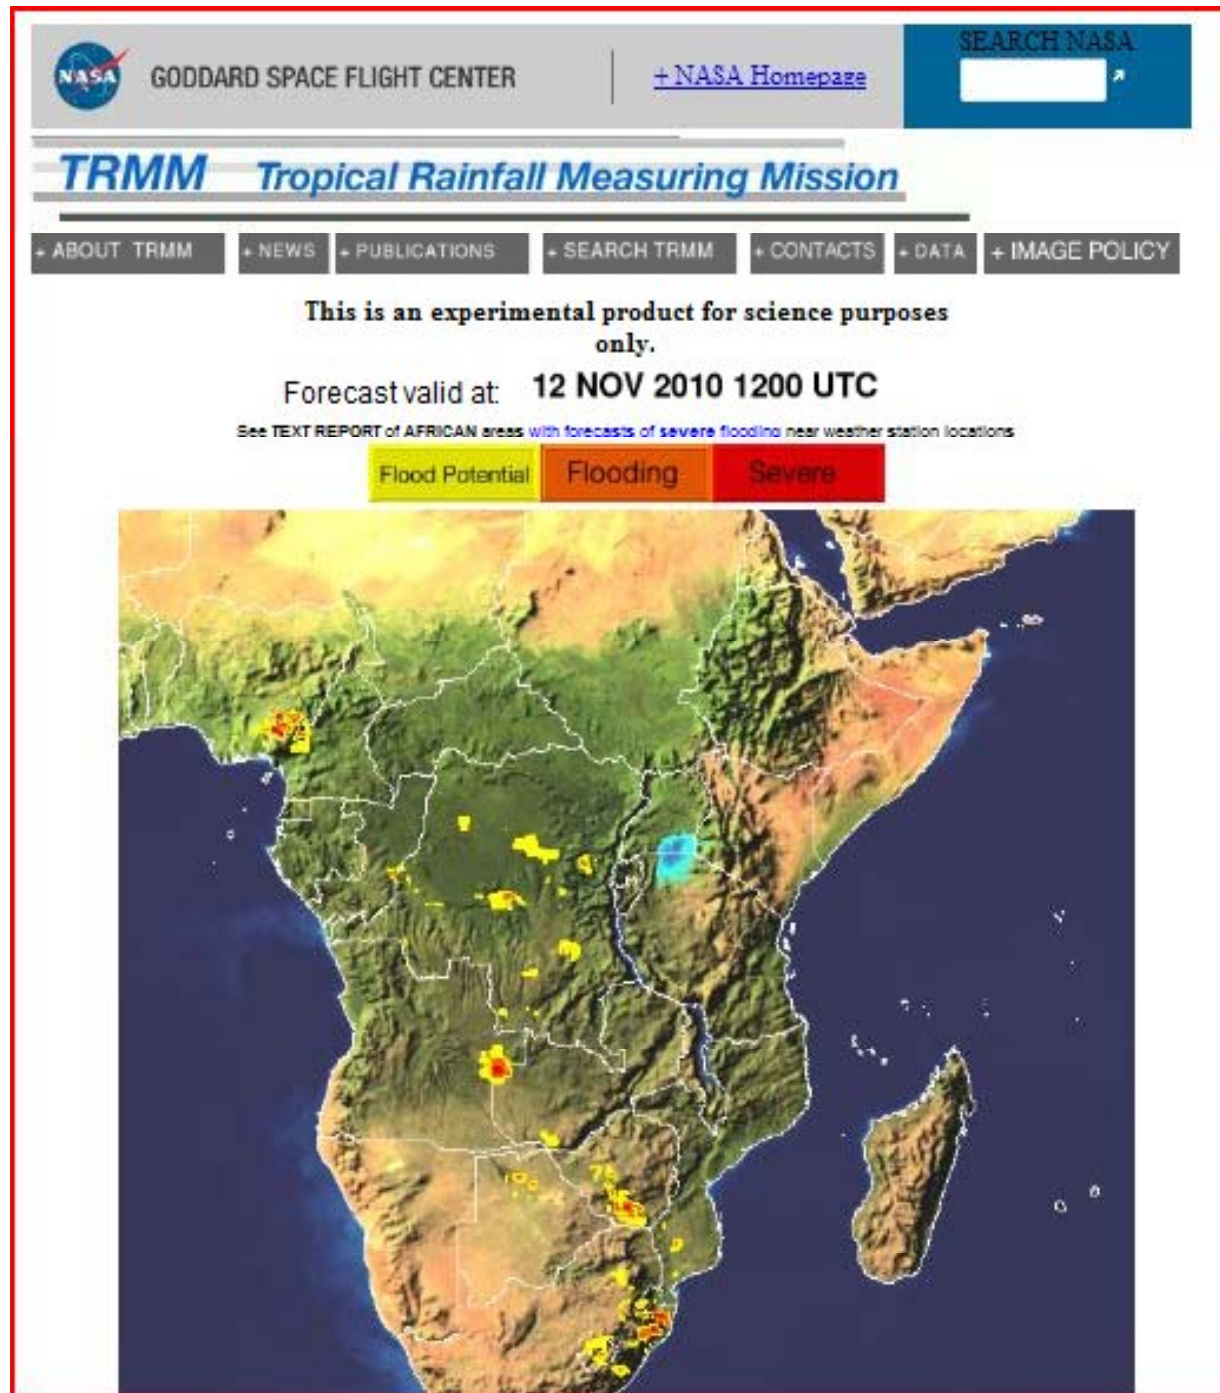 NASA
GODDARD SPACE FLIGHT CENTER
+ NASA Homepage
SEARCH NASA
TRMM Tropical Rainfall Measuring Mission
+ ABOUT TRMM + NEWS + PUBLICATIONS + SEARCH TRMM + CONTACTS + DATA + IMAGE POLICY
This is an experimental product for science purposes
only.
Forecast valid at: 12 NOV 2010 1200 UTC
See TEXT REPORT of AFRICAN areas with forecasts of severe flooding near weather station locations
Flood Potential Flooding Severe